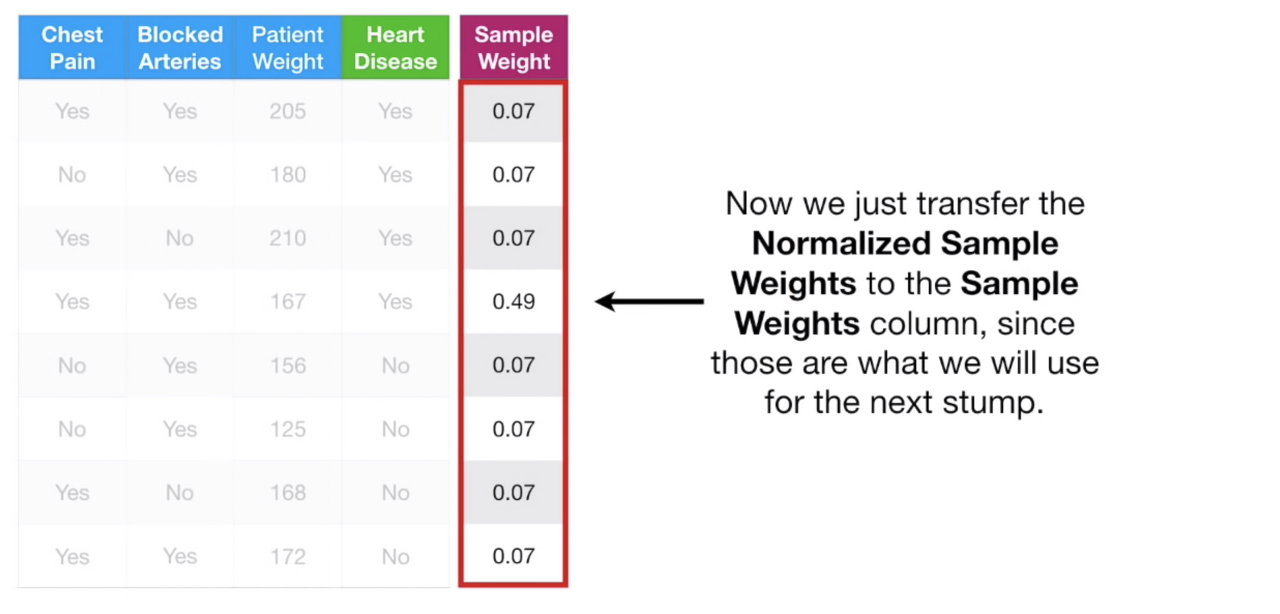 Chest Pain Blocked Arteries Patient Weight Heart Disease Sample Weight
Yes Yes 205 Yes 0.07
No Yes 180 Yes 0.07
Yes No 210 Yes 0.07
Yes Yes 167 Yes 0.49
No Yes 156 No 0.07
No Yes 125 No 0.07
Yes No 168 No 0.07
Yes Yes 172 No 0.07
Now we just transfer the
Normalized Sample
Weights to the Sample
Weights column, since
those are what we will use
for the next stump.